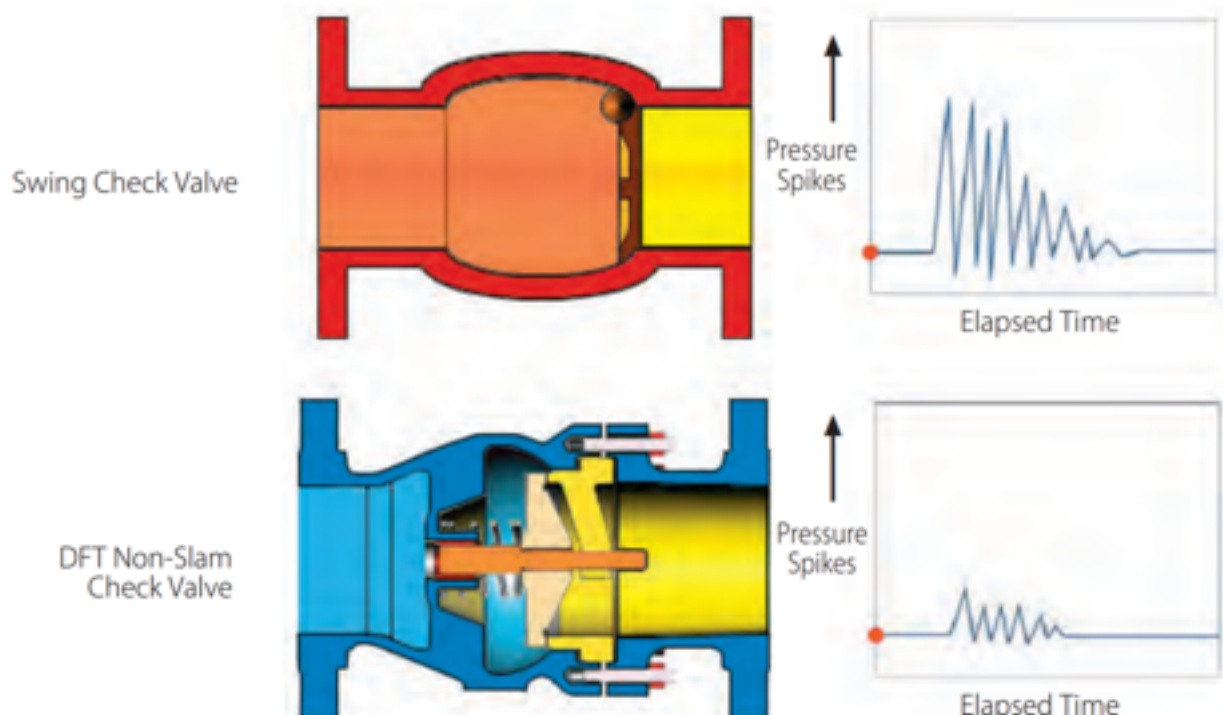 Swing Check Valve
Pressure
Spikes
Elapsed Time
DFT Non-Slam
Check Valve
Pressure
Spikes
Elapsed Time